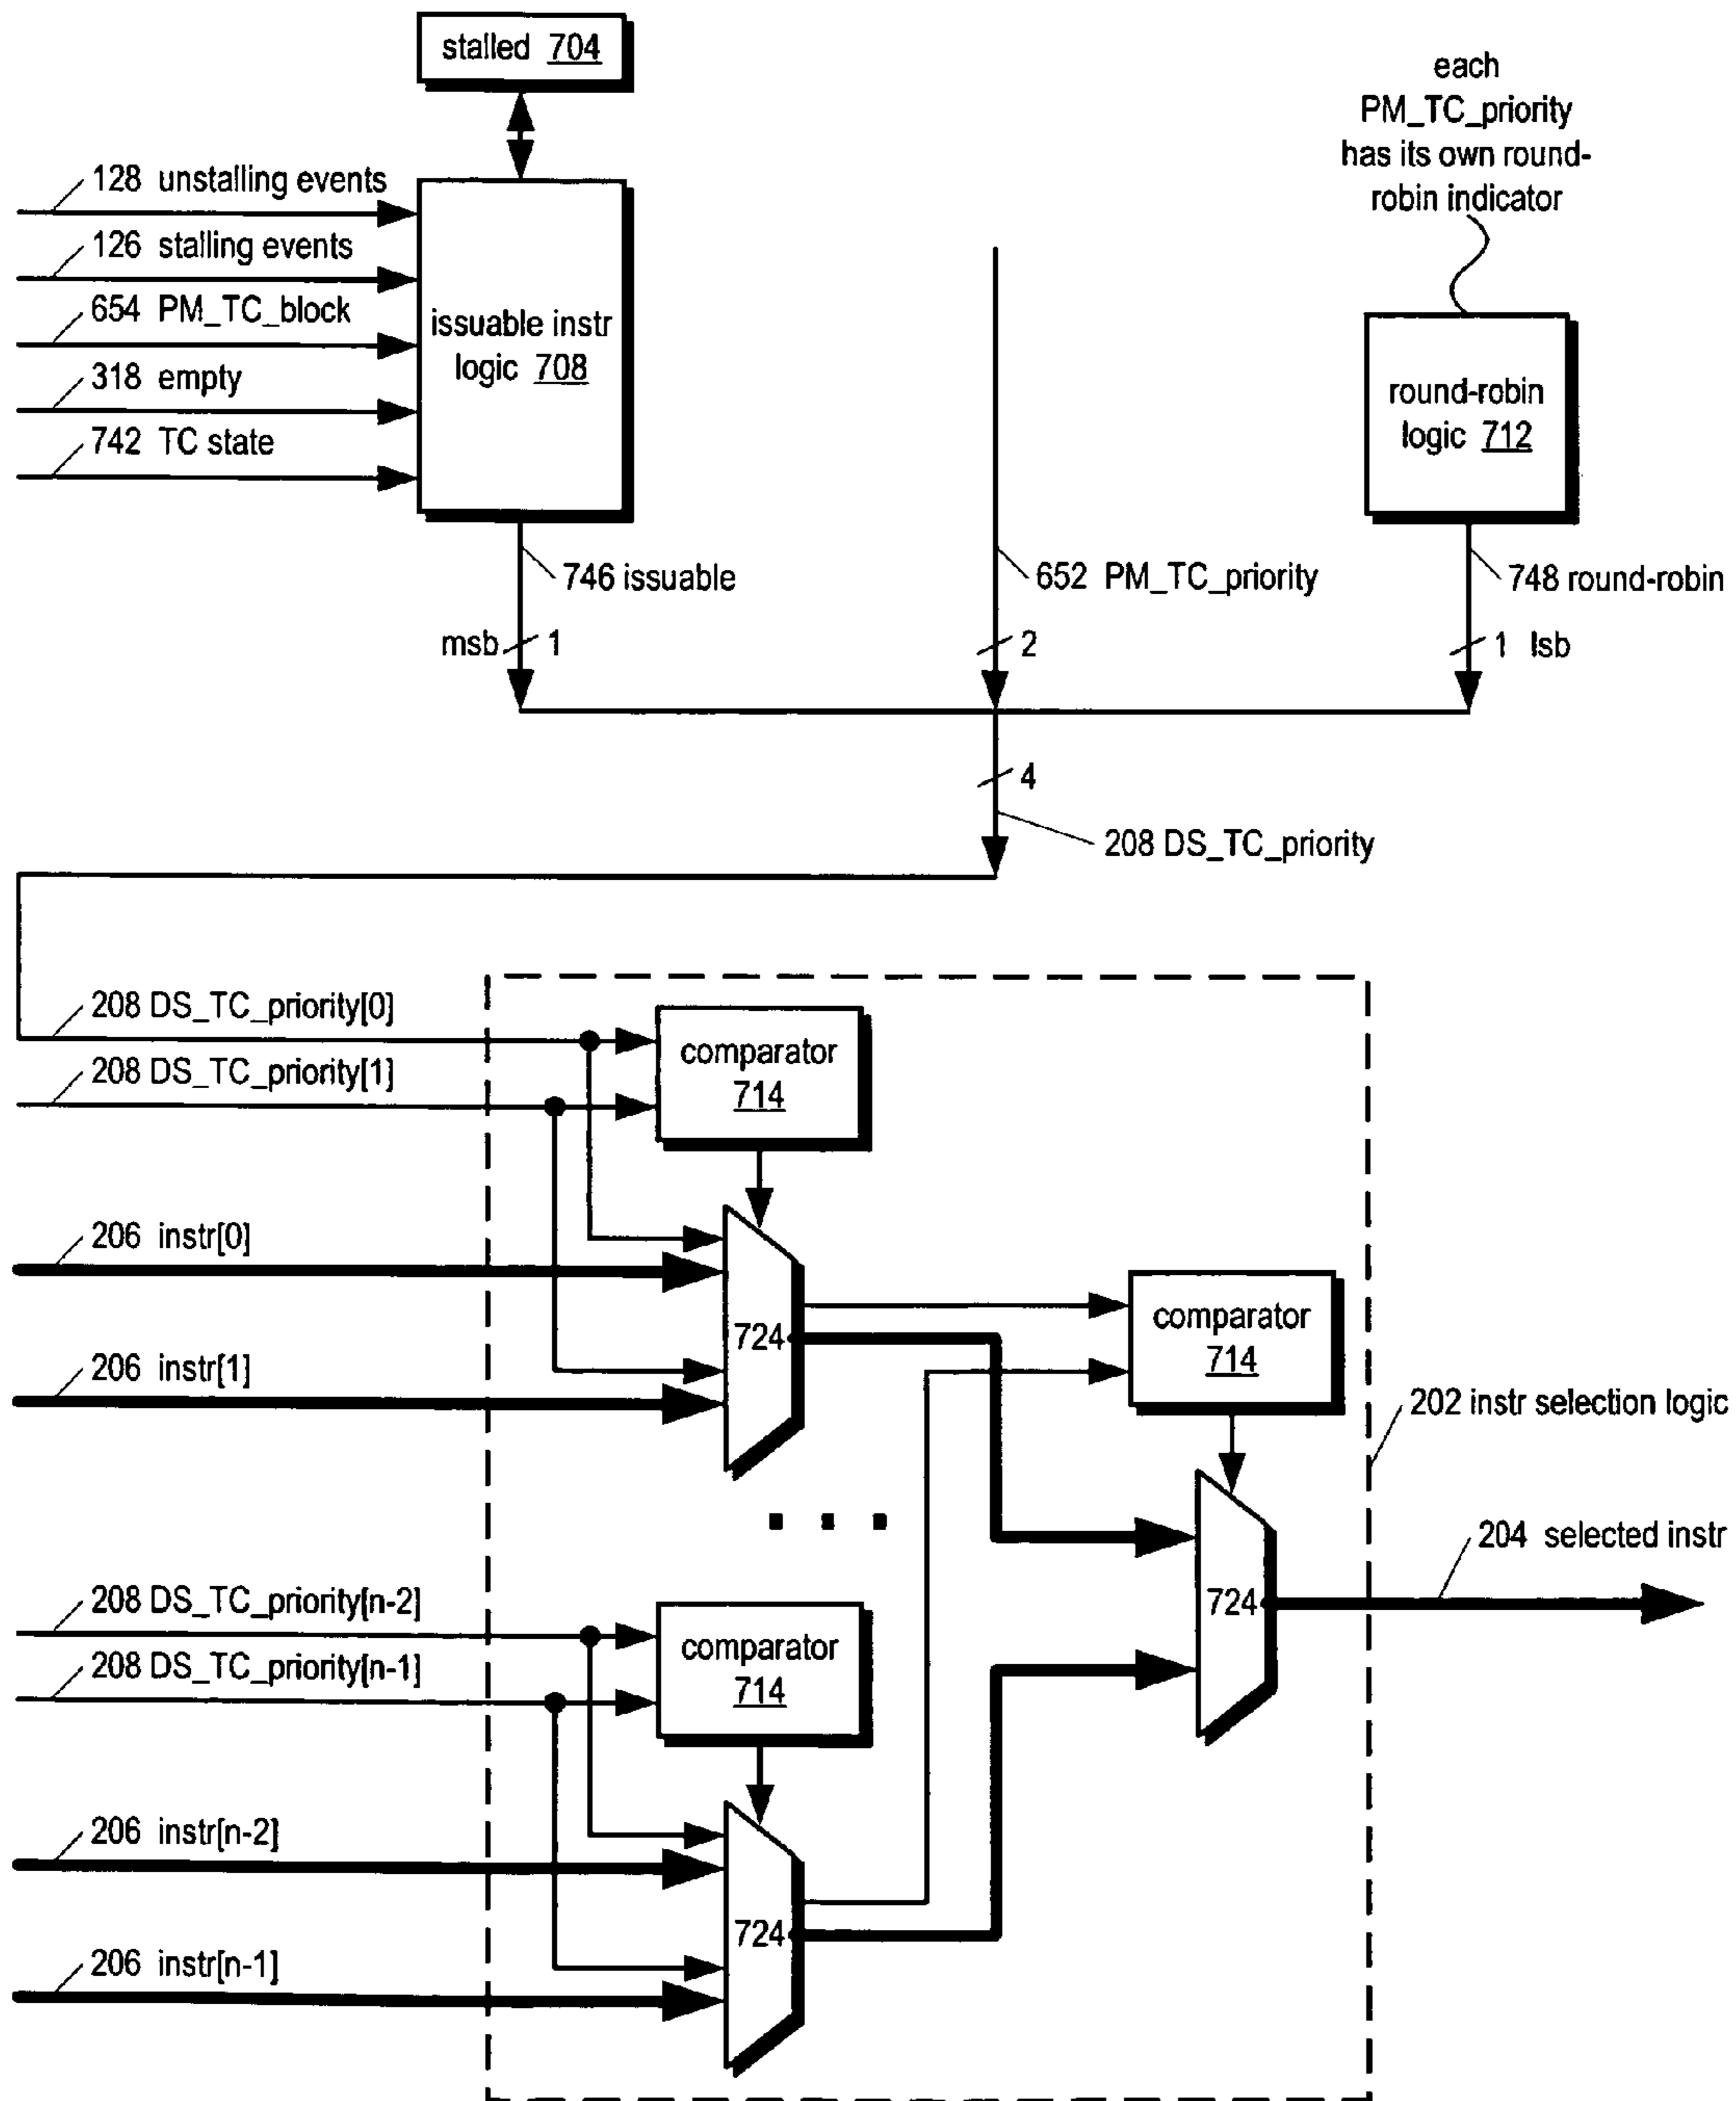 stalled 704
each
PM_TC_priority
has its own round-
robin indicator
128 unstalling events
126 stalling events
654 PM_TC_block
318 empty
742 TC state
issuable instr
logic 708
round-robin
logic 712
746 issuable
652 PM_TC_priority
748 round-robin
msb 1
2
1 lsb
4
208 DS_TC_priority
208 DS_TC_priority[0]
208 DS_TC_priority[1]
comparator
714
206 instr[0]
206 instr[1]
724
comparator
714
202 instr selection logic
724
204 selected instr
208 DS_TC_priority[n-2]
208 DS_TC_priority[n-1]
comparator
714
206 instr[n-2]
206 instr[n-1]
724